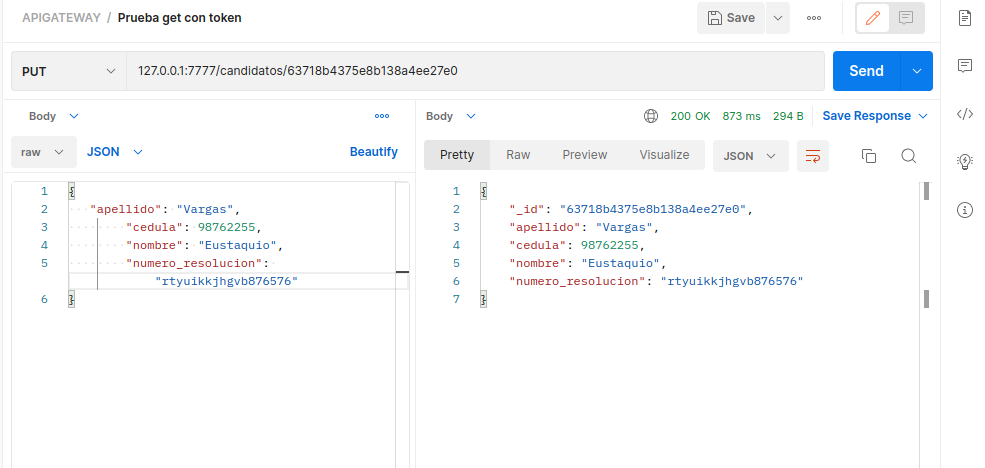 APIGATEWAY / Prueba get con token
Save
PUT
127.0.0.1:7777/candidatos/63718b4375e8b138a4ee27e0
Send
Body
raw
JSON
Beautify
1 {
2 "apellido": "Vargas",
3 "cedula": 98762255,
4 "nombre": "Eustaquio",
5 "numero_resolucion":
"rtyuikkjhgvb876576"
6 }
Body
200 OK 873 ms 294 B
Save Response
Pretty Raw Preview Visualize
JSON
1 {
2 "_id": "63718b4375e8b138a4ee27e0",
3 "apellido": "Vargas",
4 "cedula": 98762255,
5 "nombre": "Eustaquio",
6 "numero_resolucion": "rtyuikkjhgvb876576"
7 }